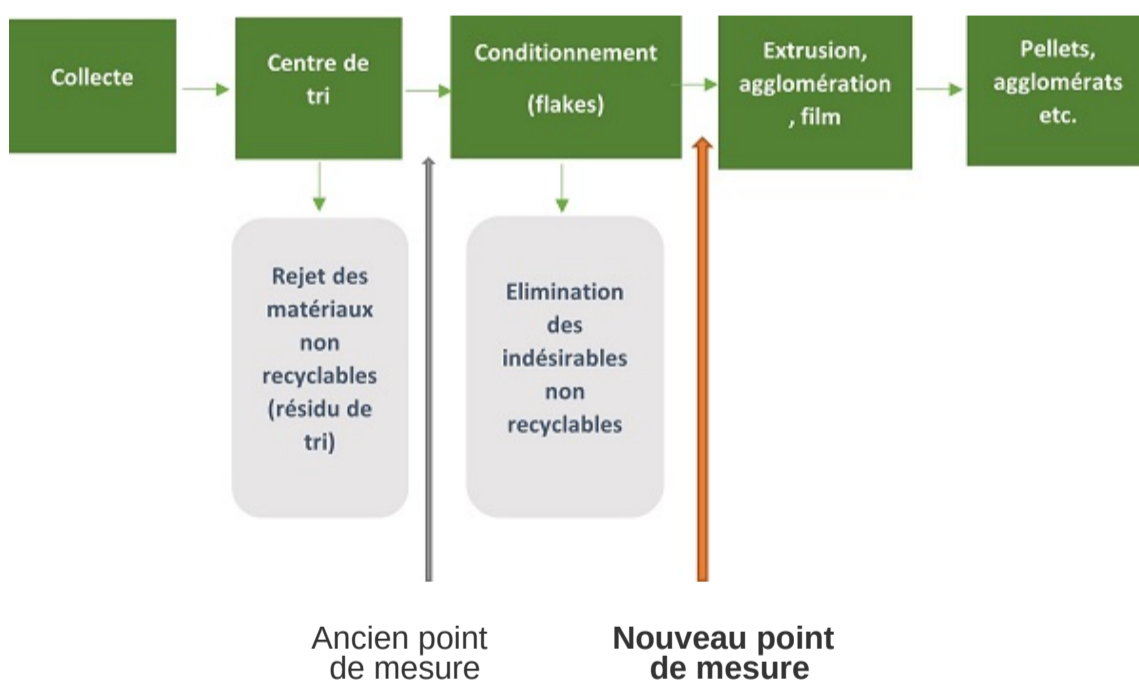 Collecte
Centre de
tri
Conditionnement
(flakes)
Extrusion,
agglomération
, film
Pellets,
agglomérats
etc.
Rejet des
matériaux
non
recyclables
(résidu de
tri)
Elimination
des
indésirables
non
recyclables
Ancien point
de mesure
Nouveau point
de mesure